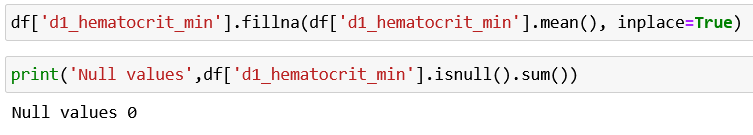 df['d1_hematocrit_min'].fillna(df['d1_hematocrit_min'].mean(), inplace=True)
print('Null values',df['d1_hematocrit_min'].isnull().sum())
Null values 0